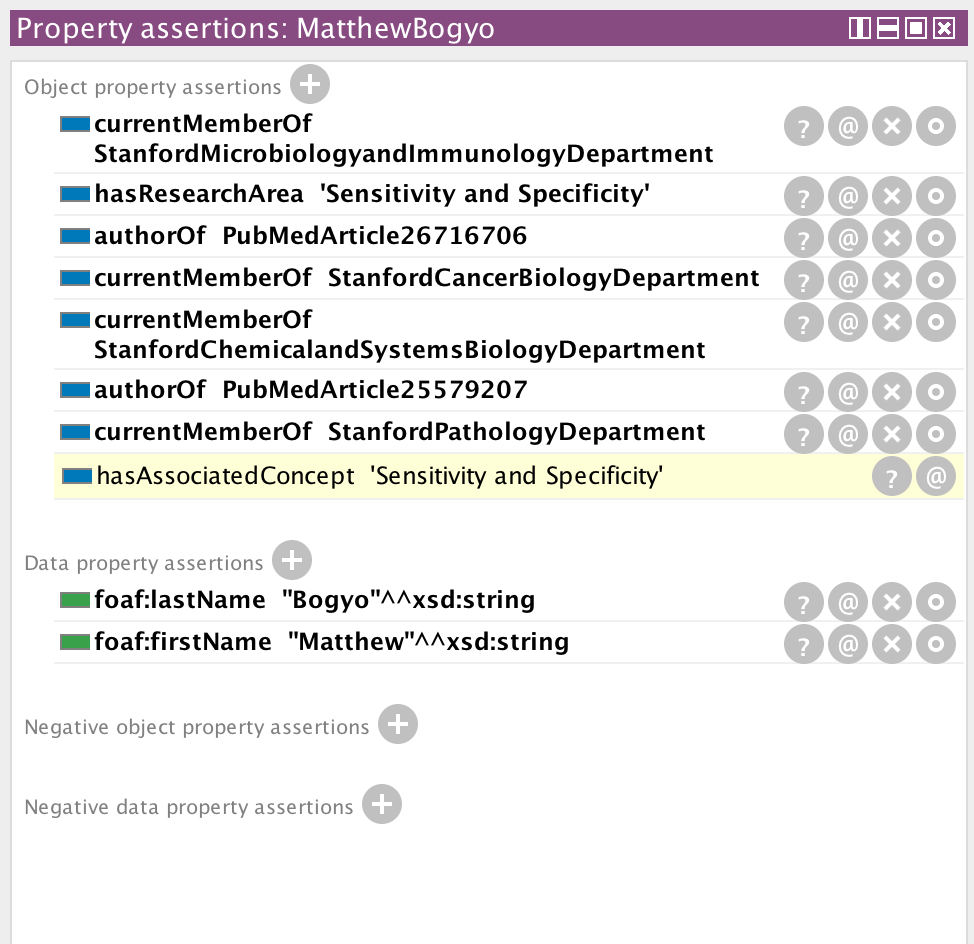 Property assertions: MatthewBogyo
Object property assertions
currentMemberOf
StanfordMicrobiologyandImmunologyDepartment
hasResearchArea 'Sensitivity and Specificity'
authorOf PubMedArticle26716706
currentMemberOf StanfordCancerBiologyDepartment
currentMemberOf
StanfordChemicalandSystemsBiologyDepartment
authorOf PubMedArticle25579207
currentMemberOf StanfordPathologyDepartment
hasAssociatedConcept 'Sensitivity and Specificity'
Data property assertions
foaf:lastName "Bogyo"^^xsd:string
foaf:firstName "Matthew"^^xsd:string
Negative object property assertions
Negative data property assertions